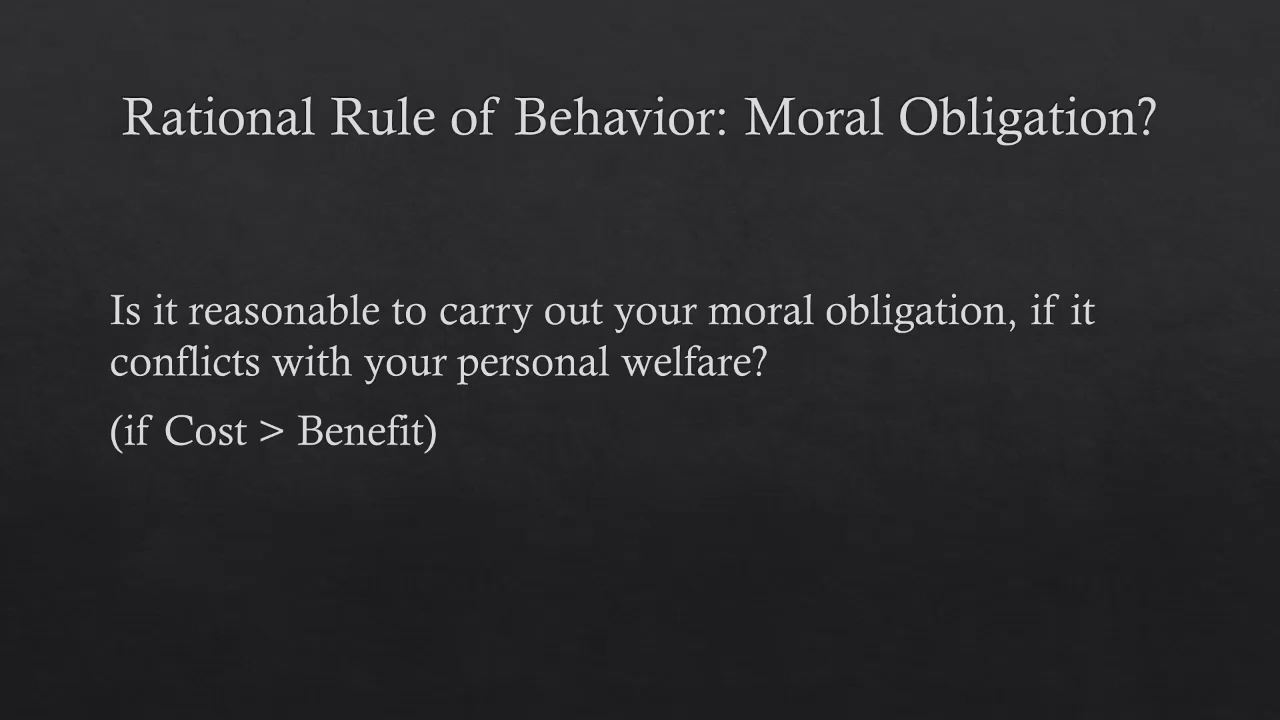 Rational Rule of Behavior: Moral Obligation?
Is it reasonable to carry out your moral obligation, if it
conflicts with your personal welfare?
(if Cost > Benefit)